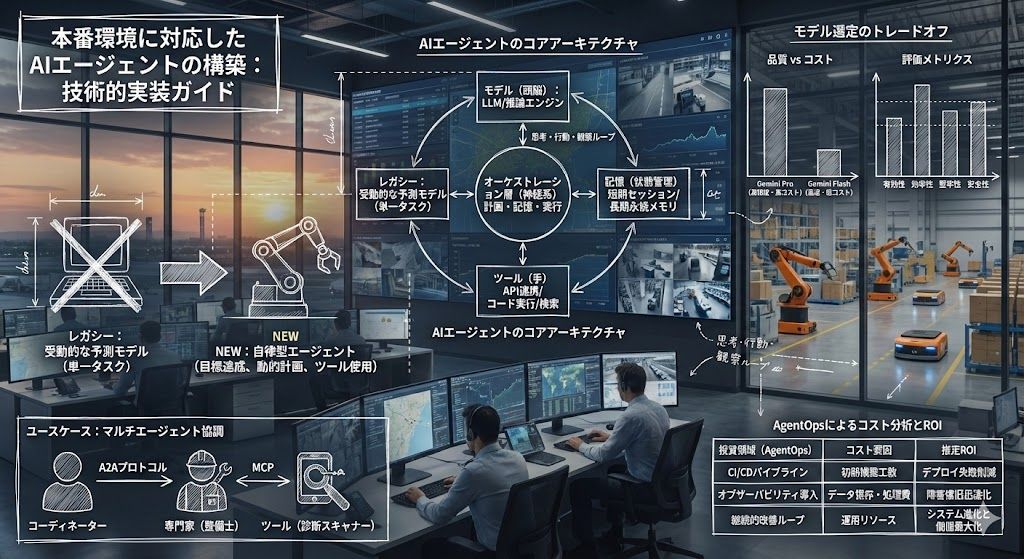 本番環境に対応した
AIエージェントの構築：
技術的実装ガイド
レガシー：
受動的な予測モデル
（単一タスク）
NEW
NEW：自律型エージェント
（目標追求、動的計画、ツール使用）
AIエージェントのコアアーキテクチャ
モデル（頭脳）：
LLM/推論エンジン
思考・行動・観察ループ
レガシー：
受動的な予測モデル
（単一タスク）
オーケストレーション
ション層（神経系）
計画・記憶・実行
記憶（状態管理）
短期セッション/
長期永続メモリ
ツール（手）
API連携/
コード実行/検索
AIエージェントのコアアーキテクチャ
思考・行動・
観察ループ
モデル選定のトレードオフ
品質 vs コスト
Gemini Pro
Gemini Flash
評価メトリクス
有効性
効率性
堅牢性
安全性
ユースケース：マルチエージェント協調
A2Aプロトコル
MCP
コーディネーター
専門家（整備士）
ツール（診断スキャナー）
AgentOpsによるコスト分析とROI
投資領域（AgentOps） コスト要因 推定ROI
CI/CDパイプライン 初期構築工数 デプロイ失敗削減
オブザーバビリティ導入 データ保存・処理費
継続的改善ループ 運用リソース システム進化と
価値最大化